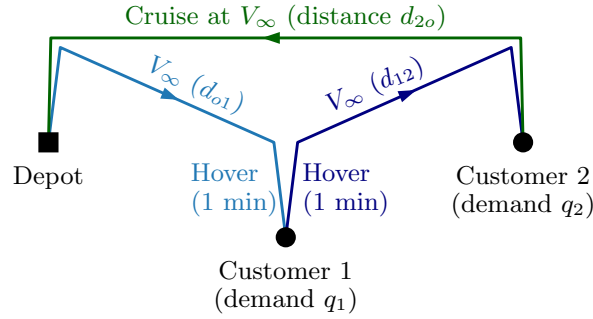 Cruise at V∞ (distance d₂ₒ)
V∞ (dₒ₁)
V∞ (d₁₂)
Hover
(1 min)
Hover
(1 min)
Depot
Customer 2
(demand q₂)
Customer 1
(demand q₁)